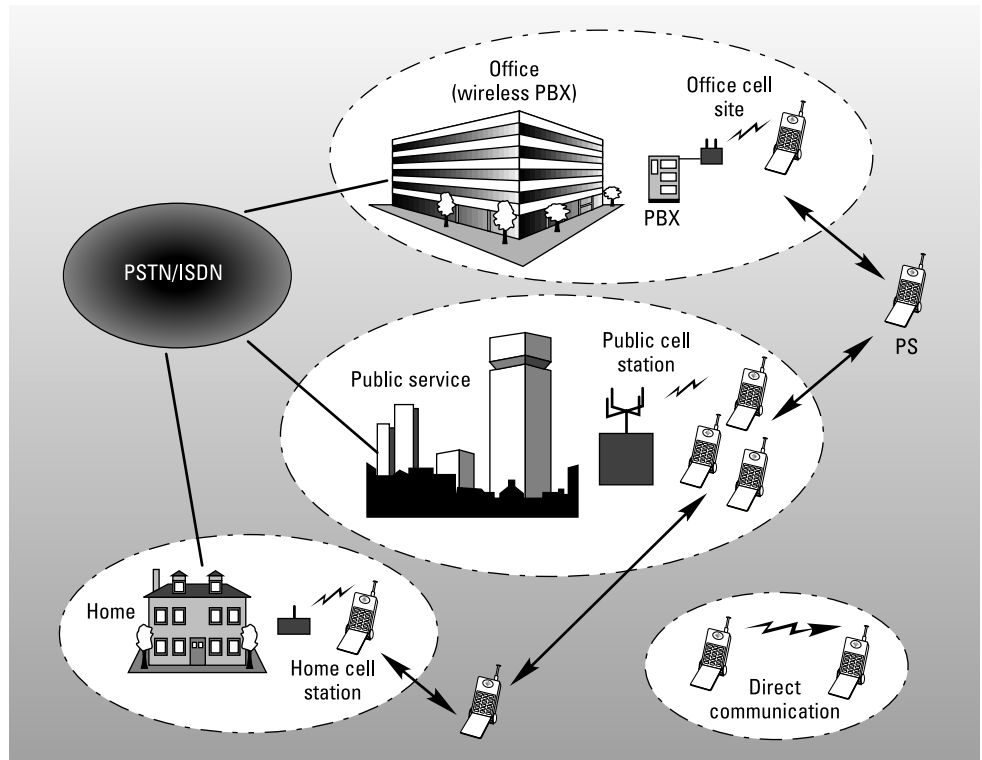 Office
(wireless PBX)
Office cell
site
PBX
PSTN/ISDN
PS
Public cell
station
Public service
Home
Home cell
station
Direct
communication